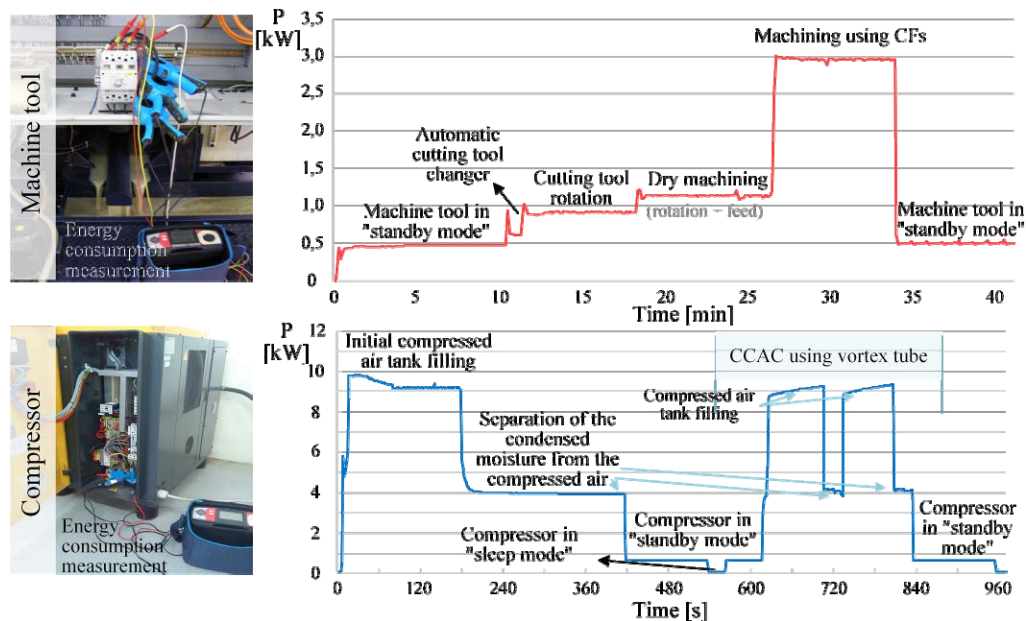 Machine tool
Energy
consumption
measurement
P
[kW]
3,5
3,0
2,5
2,0
1,5
1,0
0,5
0
Machining using CFs
Automatic
cutting tool
changer
Cutting tool
rotation
Dry machining
(rotation – feed)
Machine tool in
"standby mode"
Machine tool in
"standby mode"
0
5
10
15
20
25
30
35
40
Time [min]
Compressor
Energy
consumption
measurement
P
[kW]
12
10
8
6
4
2
0
Initial compressed
air tank filling
CCAC using vortex tube
Compressed air
tank filling
Separation of the
condensed
moisture from the
compressed air
Compressor in
"sleep mode"
Compressor in
"standby mode"
Compressor
in "standby
mode"
0
120
240
360
480
600
720
840
960
Time [s]